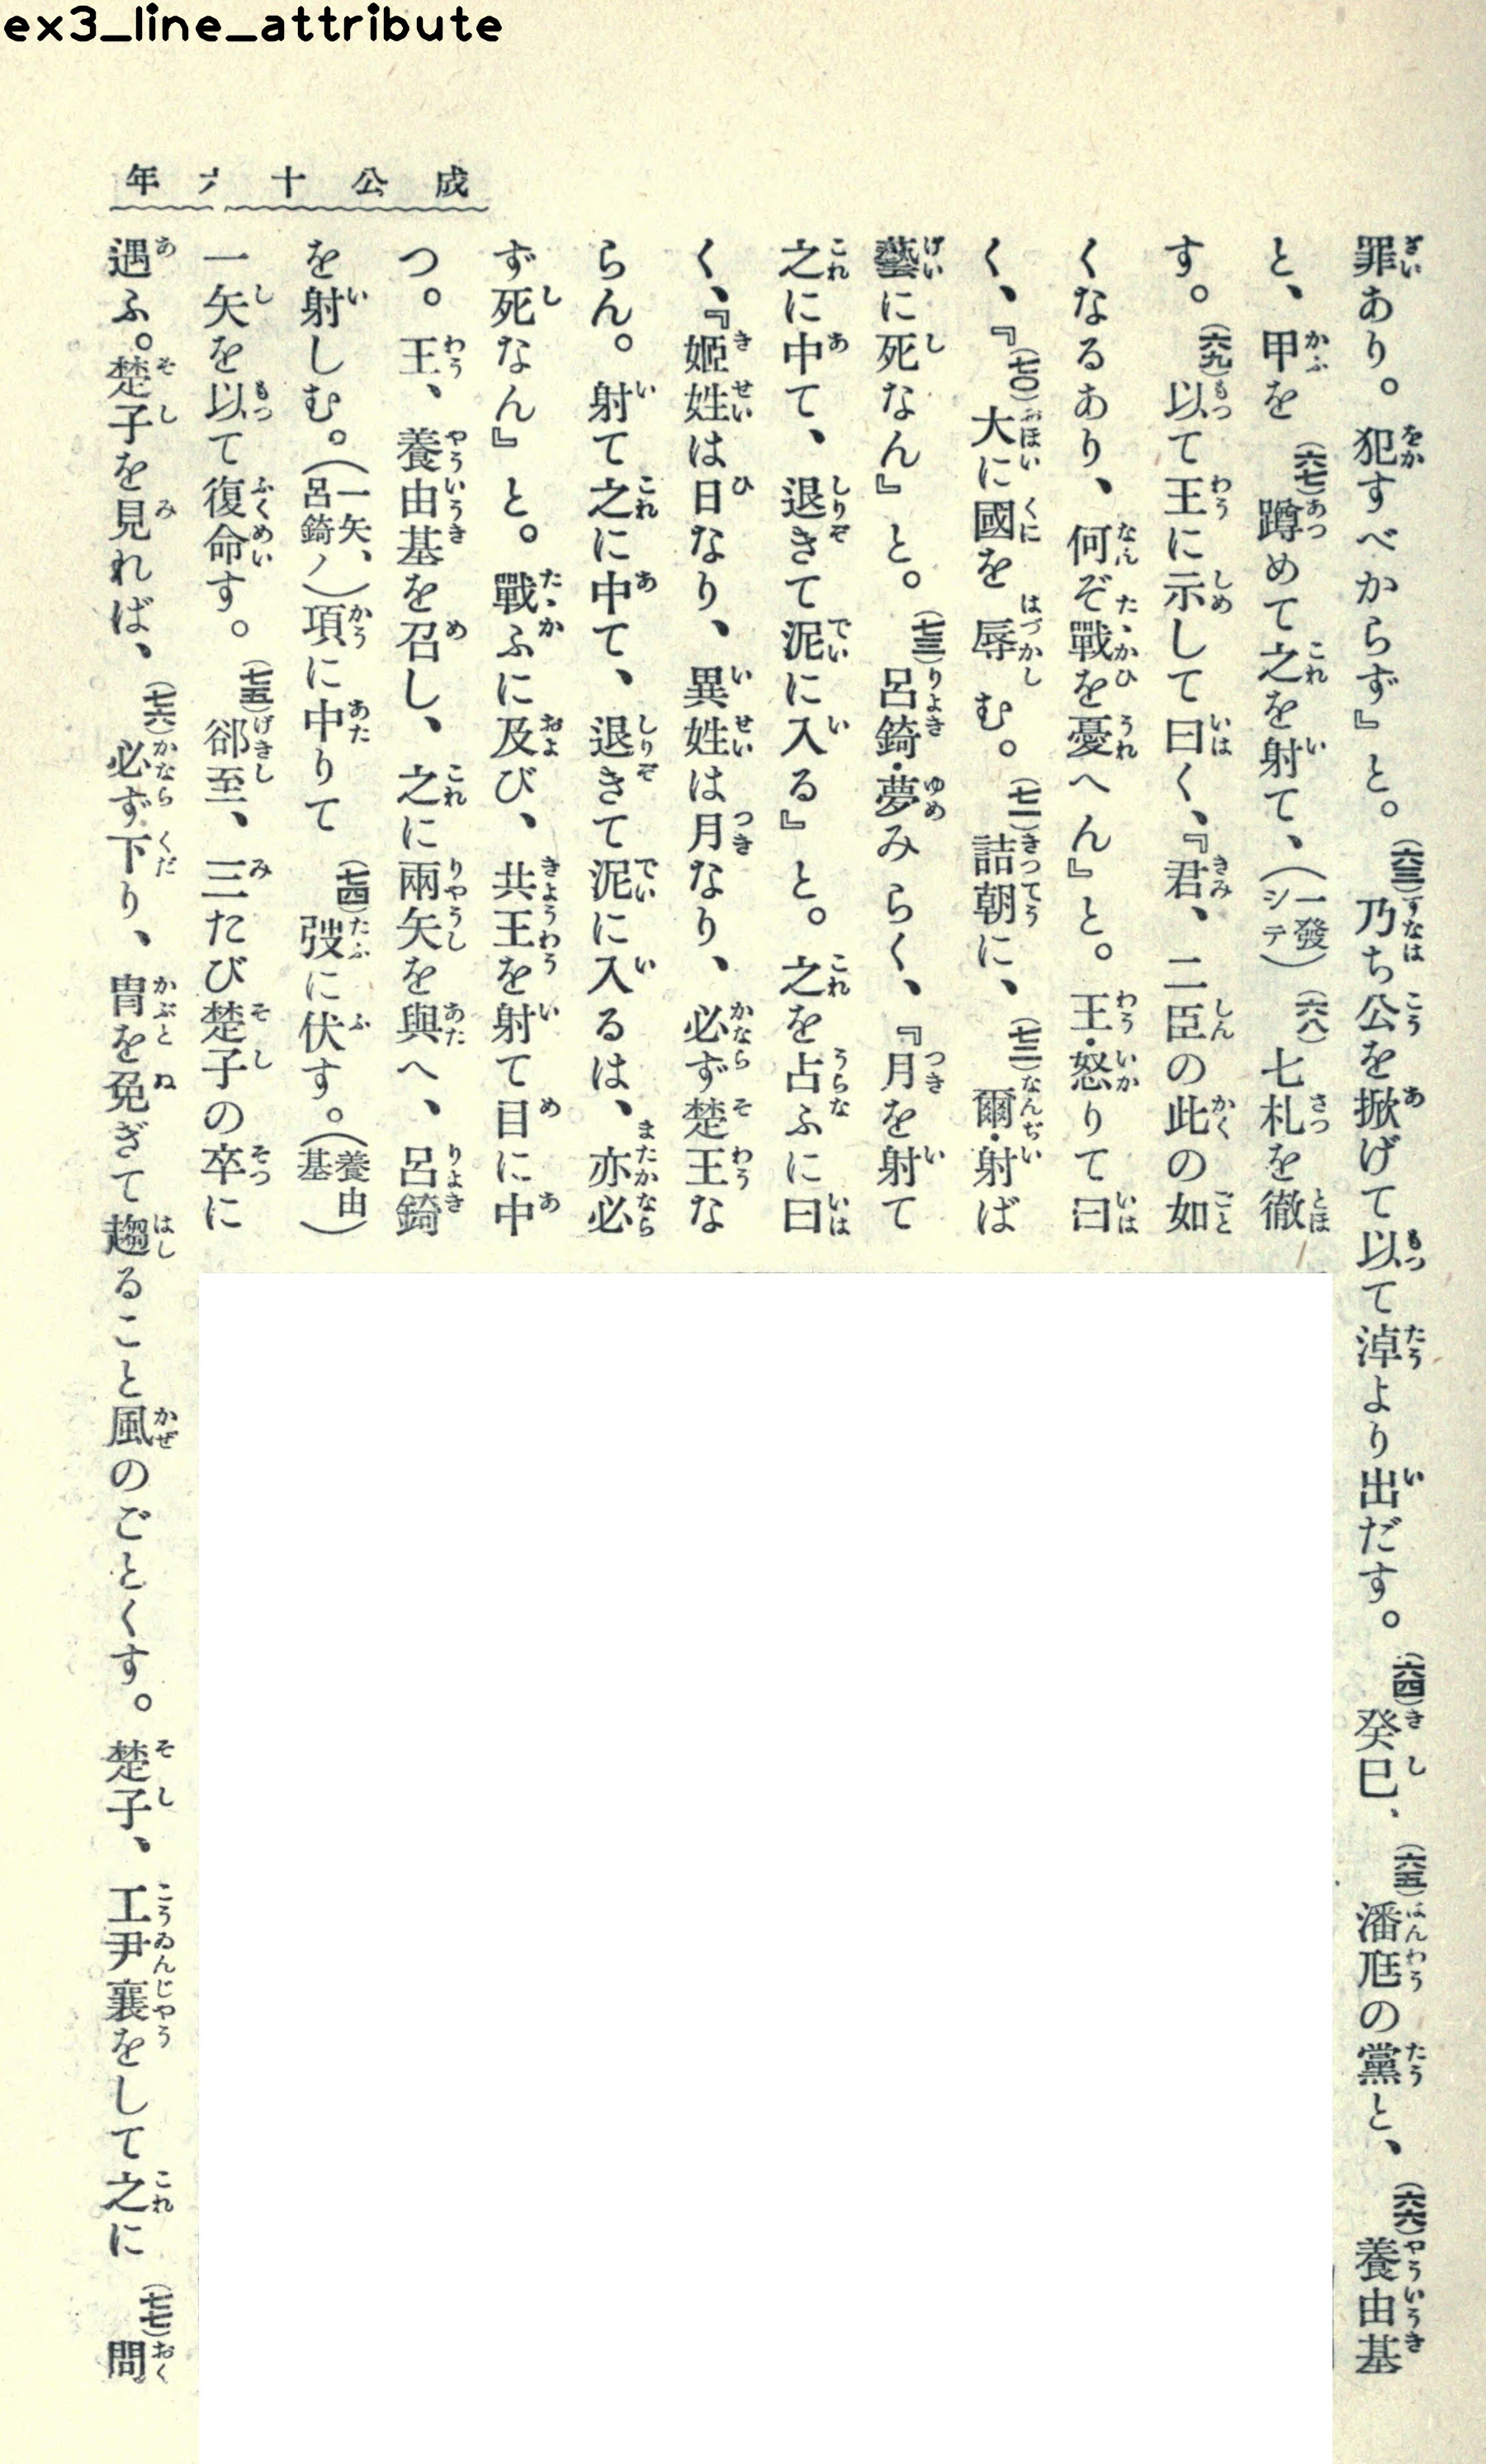 ex3_line_attribute
成公十六年
罪あり。犯すべからず』と。(六三)乃ち公を掀げて以て淖より出だす。(六四)癸巳、(六五)潘尫の黨と、(六六)養由基
と、甲を(六七)蹲めて之を射て、(一發シテ)(六八)七札を徹
す。(六九)以て王に示して曰く、『君、二臣の此の如
くなるあり、何ぞ戰を憂へん』と。王・怒りて曰
く、『(七〇)大に國を辱む。(七一)詰朝に、(七二)爾・射ば
藝に死なん』と。(七三)呂錡・夢みらく、『月を射て
之に中て、退きて泥に入る』と。之を占ふに曰
く、『姬姓は日なり、異姓は月なり、必ず楚王な
らん。射て之に中て、退きて泥に入るは、亦必
ず死なん』と。戰ふに及び、共王を射て目に中
つ。王、養由基を召し、之に兩矢を與へ、呂錡
を射しむ。(一矢、呂錡ノ)項に中りて(七四)弢に伏す。(養由基)
一矢を以て復命す。(七五)郤至、三たび楚子の卒に
遇ふ。楚子を見れば、(七六)必ず下り、冑を免ぎて趨ること風のごとくす。楚子、工尹襄をして之に(七七)問